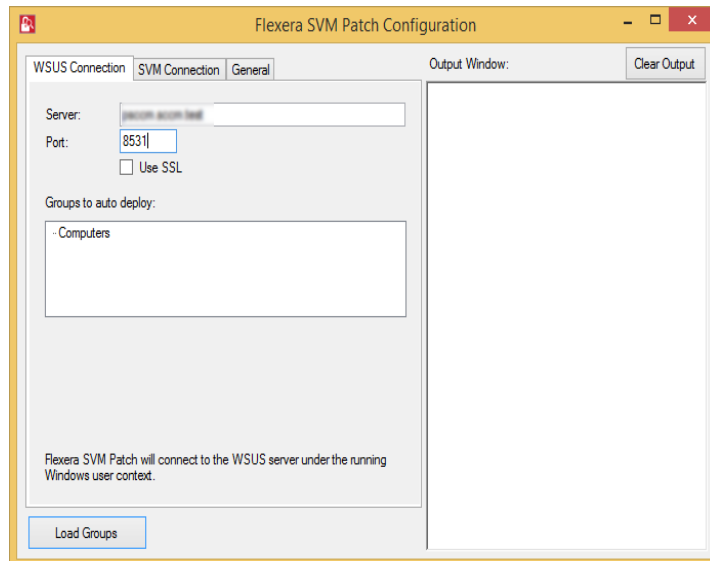 Flexera SVM Patch Configuration
WSUS Connection SVM Connection General
Output Window:
Clear Output
Server:
Port: 8531
Use SSL
Groups to auto deploy:
Computers
Flexera SVM Patch will connect to the WSUS server under the running
Windows user context.
Load Groups